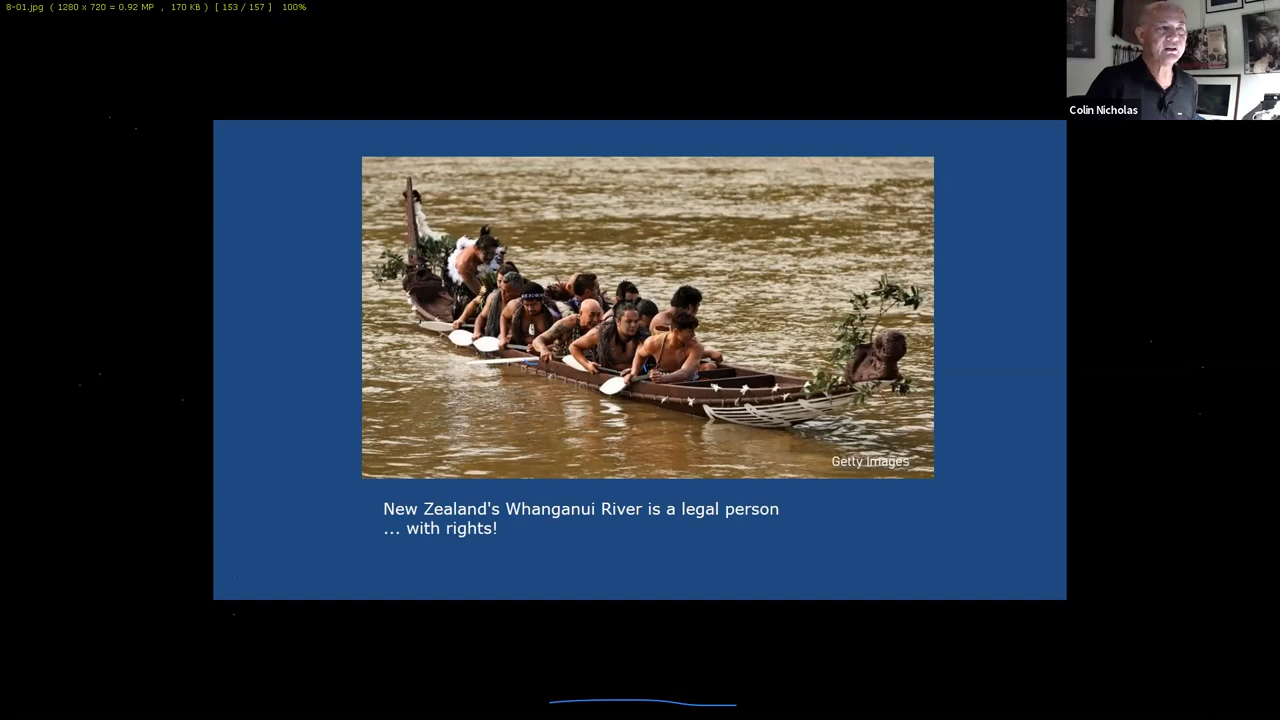 8-01.jpg ( 1280 x 720 = 0.92 MP , 170 KB ) [ 153 / 157 ] 100%
Colin Nicholas
Getty Images
New Zealand's Whanganui River is a legal person
... with rights!